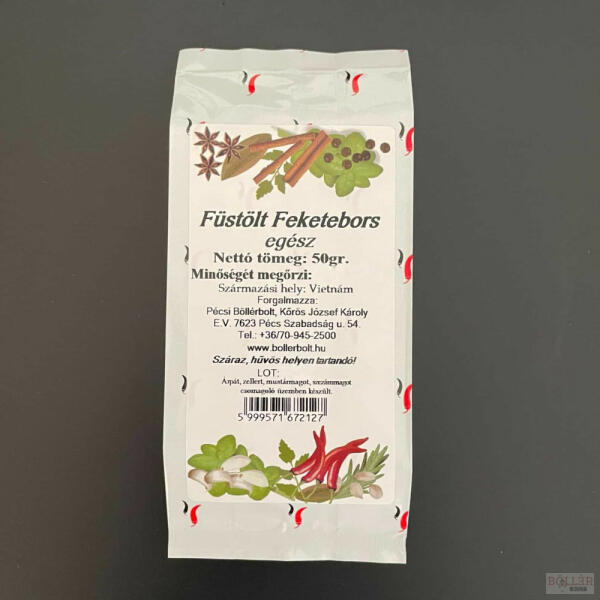 Füstölt Feketebors
egész
Nettó tömeg: 50gr.
Minőségét megőrzi:
Származási hely: Vietnám
Forgalmazza:
Pécsi Böllérbolt, Kőrös József Károly
E.V. 7623 Pécs Szabadság u. 54.
Tel.: +36/70-945-2500
www.bollerbolt.hu
Száraz, hűvös helyen tartandó!
LOT:
Árpát, zellert, mustármagot, szezámmagot
csomagoló üzemben készült.
5 999571 672127
BÖLLÉR